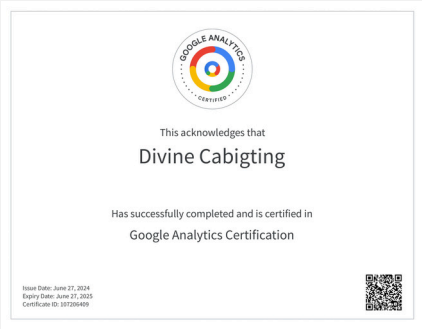 GOOGLE ANALYTICS
CERTIFIED
This acknowledges that
Divine Cabigting
Has successfully completed and is certified in
Google Analytics Certification
Issue Date: June 27, 2024
Expiry Date: June 27, 2025
Certificate ID: 107206409